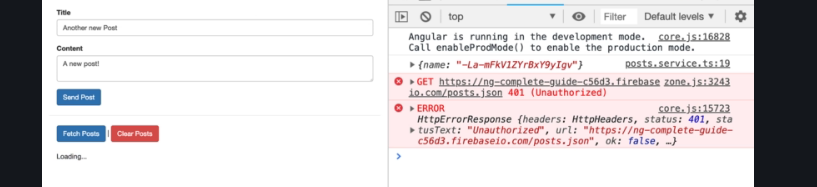 Title
Another new Post
Content
A new post!
Send Post
Fetch Posts | Clear Posts
Loading...
top Filter Default levels ▼
Angular is running in the development mode. core.js:16828
Call enableProdMode() to enable the production mode.
{name: "-La-mFkV1ZYrBxY9yIgv"} posts.service.ts:19
GET https://ng-complete-guide-c56d3.firebase zone.js:3243
io.com/posts.json 401 (Unauthorized)
ERROR core.js:15723
HttpErrorResponse {headers: HttpHeaders, status: 401, sta
tusText: "Unauthorized", url: "https://ng-complete-guide-
c56d3.firebaseio.com/posts.json", ok: false, …}